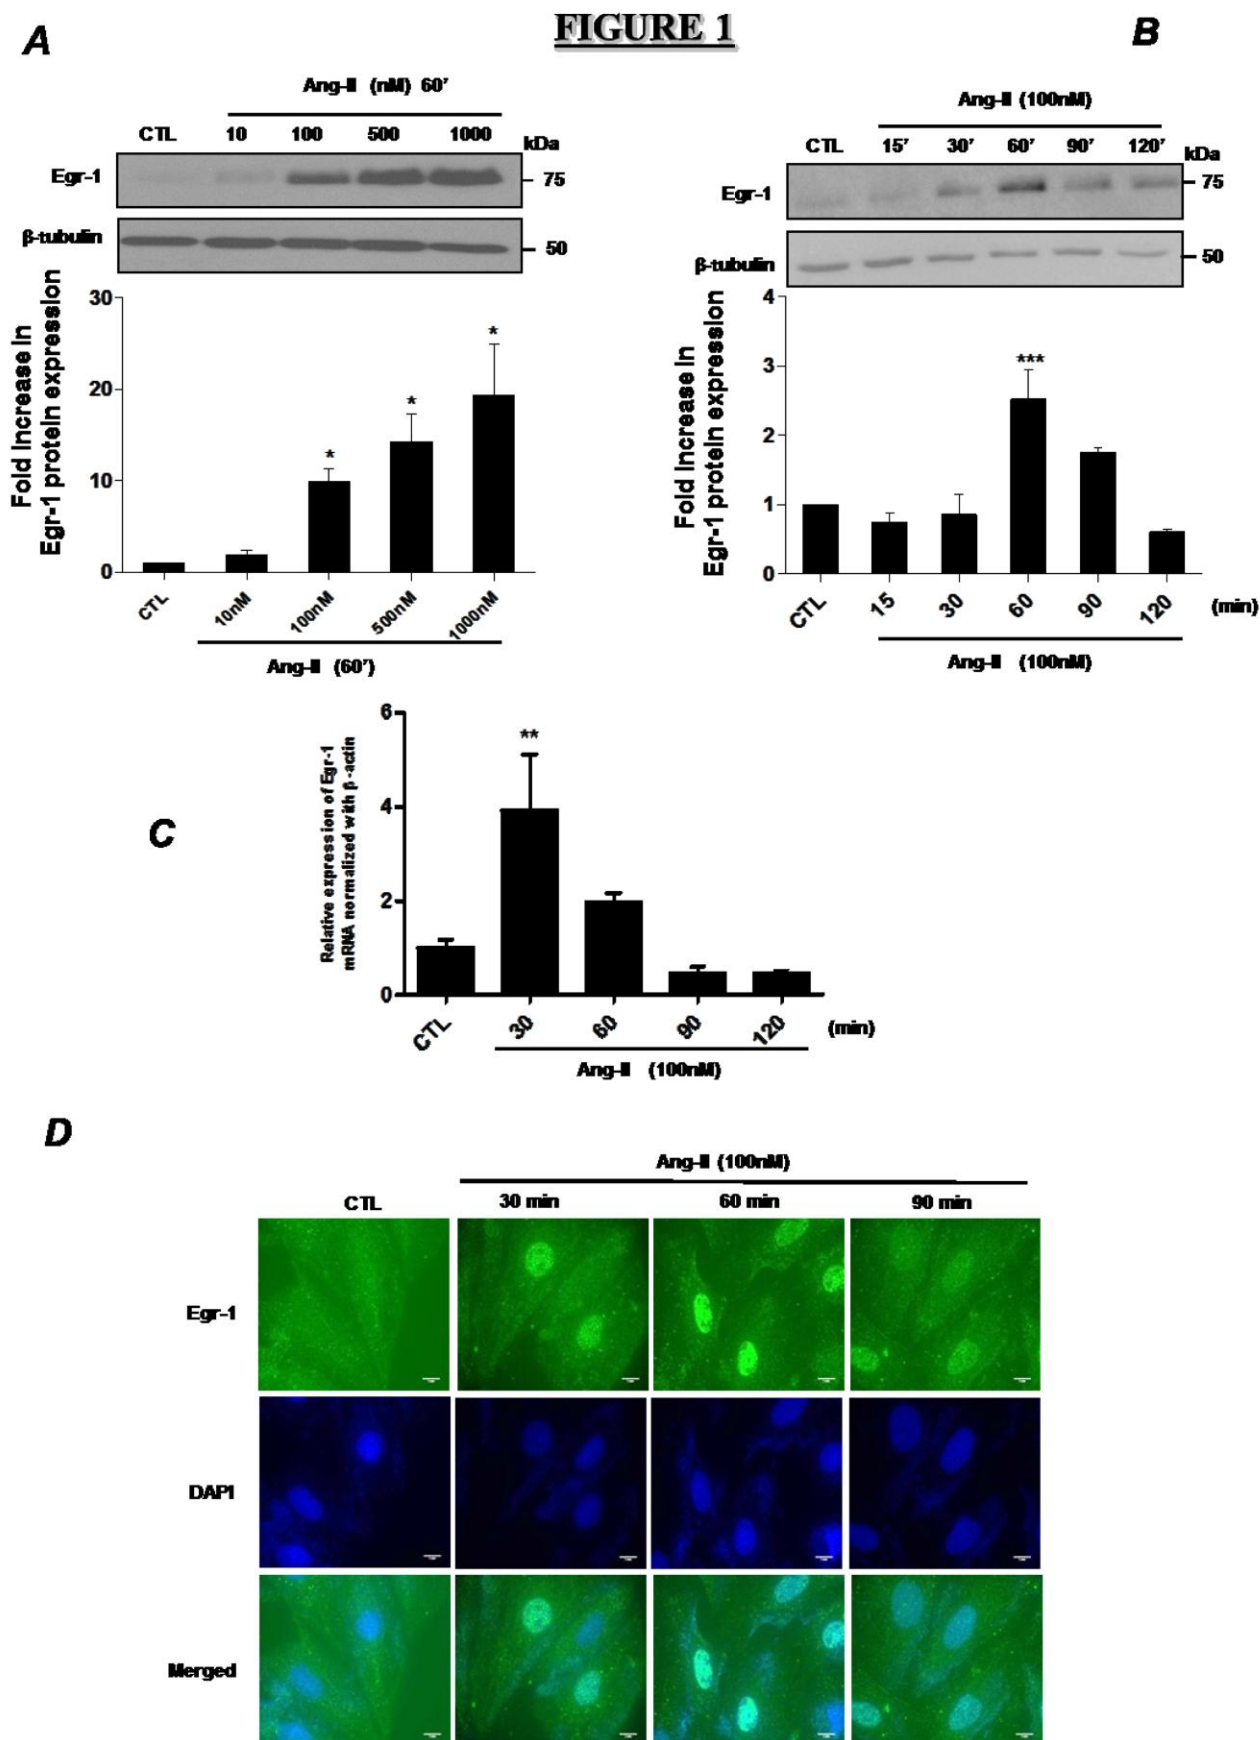 FIGURE 1
A
Ang-II (nM) 60'
CTL 10 100 500 1000 kDa
Egr-1 75
β-tubulin 50
Fold Increase in
Egr-1 protein expression
30
20
10
0
*
*
*
CTL 10nM 100nM 500nM 1000nM
Ang-II (60')
B
Ang-II (100nM)
CTL 15' 30' 60' 90' 120' kDa
Egr-1 75
β-tubulin 50
Fold Increase in
Egr-1 protein expression
4
3
2
1
0
***
CTL 15 30 60 90 120 (min)
Ang-II (100nM)
C
Relative expression of Egr-1
mRNA normalized with β-actin
6
4
2
0
**
CTL 30 60 90 120 (min)
Ang-II (100nM)
D
Ang-II (100nM)
CTL 30 min 60 min 90 min
Egr-1
DAPI
Merged